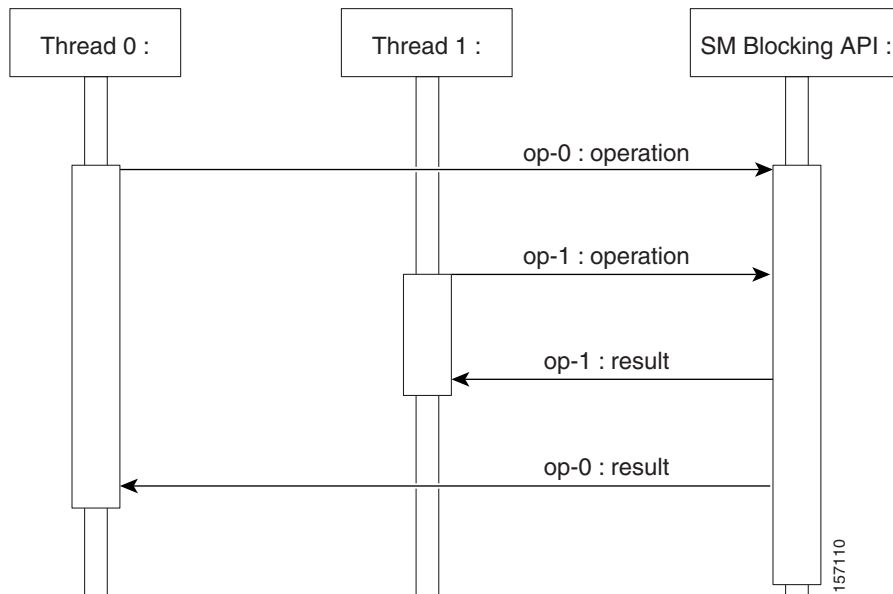 Thread 0 :
Thread 1 :
SM Blocking API :
op-0 : operation
op-1 : operation
op-1 : result
op-0 : result
157110